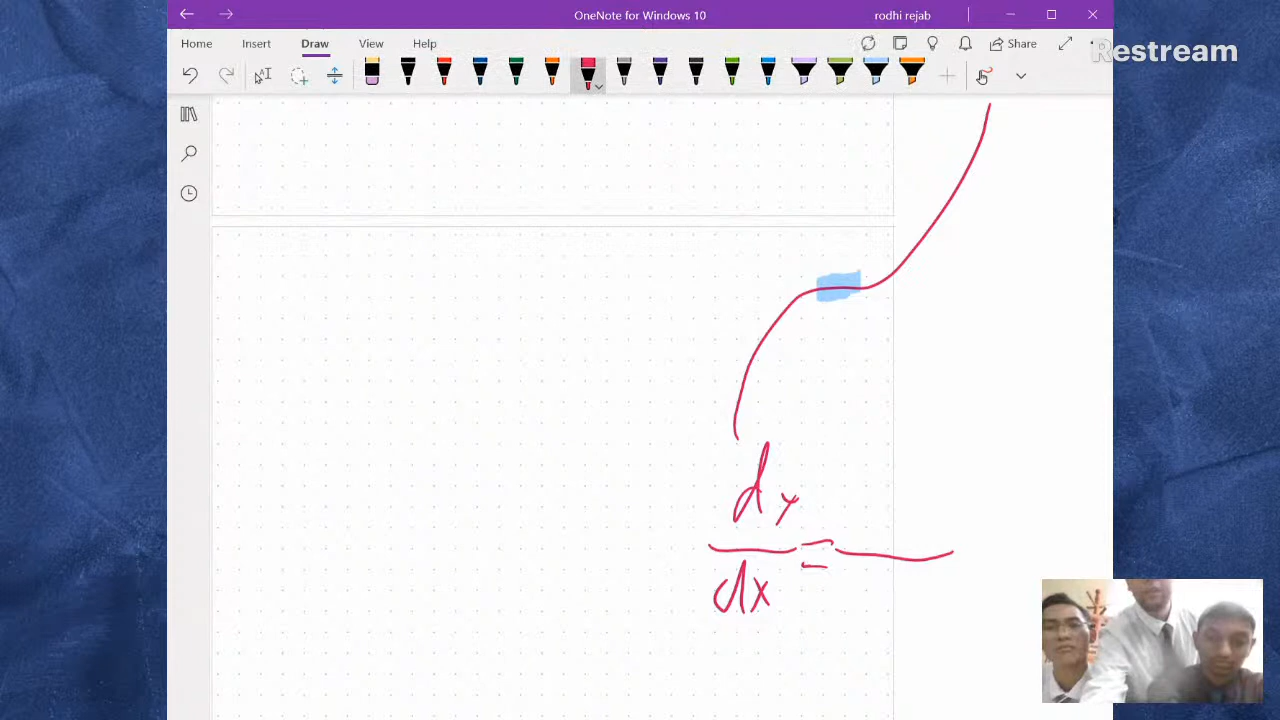 OneNote for Windows 10
rodhi rejab
Restream
Home Insert Draw View Help
Share
dy
dx
=